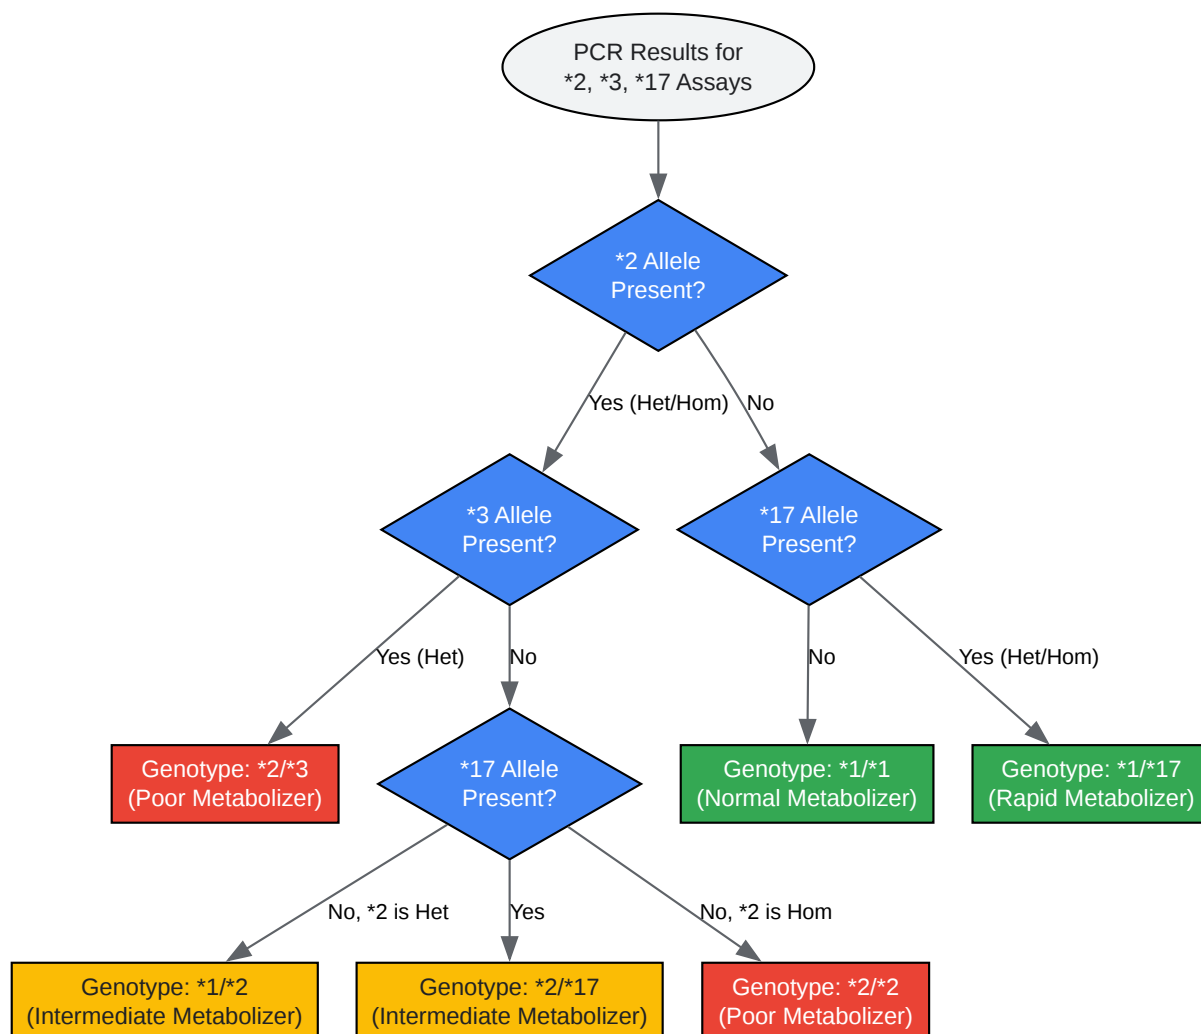 PCR Results for
*2, *3, *17 Assays
*2 Allele
Present?
Yes (Het/Hom)
No
*3 Allele
Present?
*17 Allele
Present?
Yes (Het)
No
No
Yes (Het/Hom)
Genotype: *2/*3
(Poor Metabolizer)
*17 Allele
Present?
Genotype: *1/*1
(Normal Metabolizer)
Genotype: *1/*17
(Rapid Metabolizer)
No, *2 is Het
Yes
No, *2 is Hom
Genotype: *1/*2
(Intermediate Metabolizer)
Genotype: *2/*17
(Intermediate Metabolizer)
Genotype: *2/*2
(Poor Metabolizer)